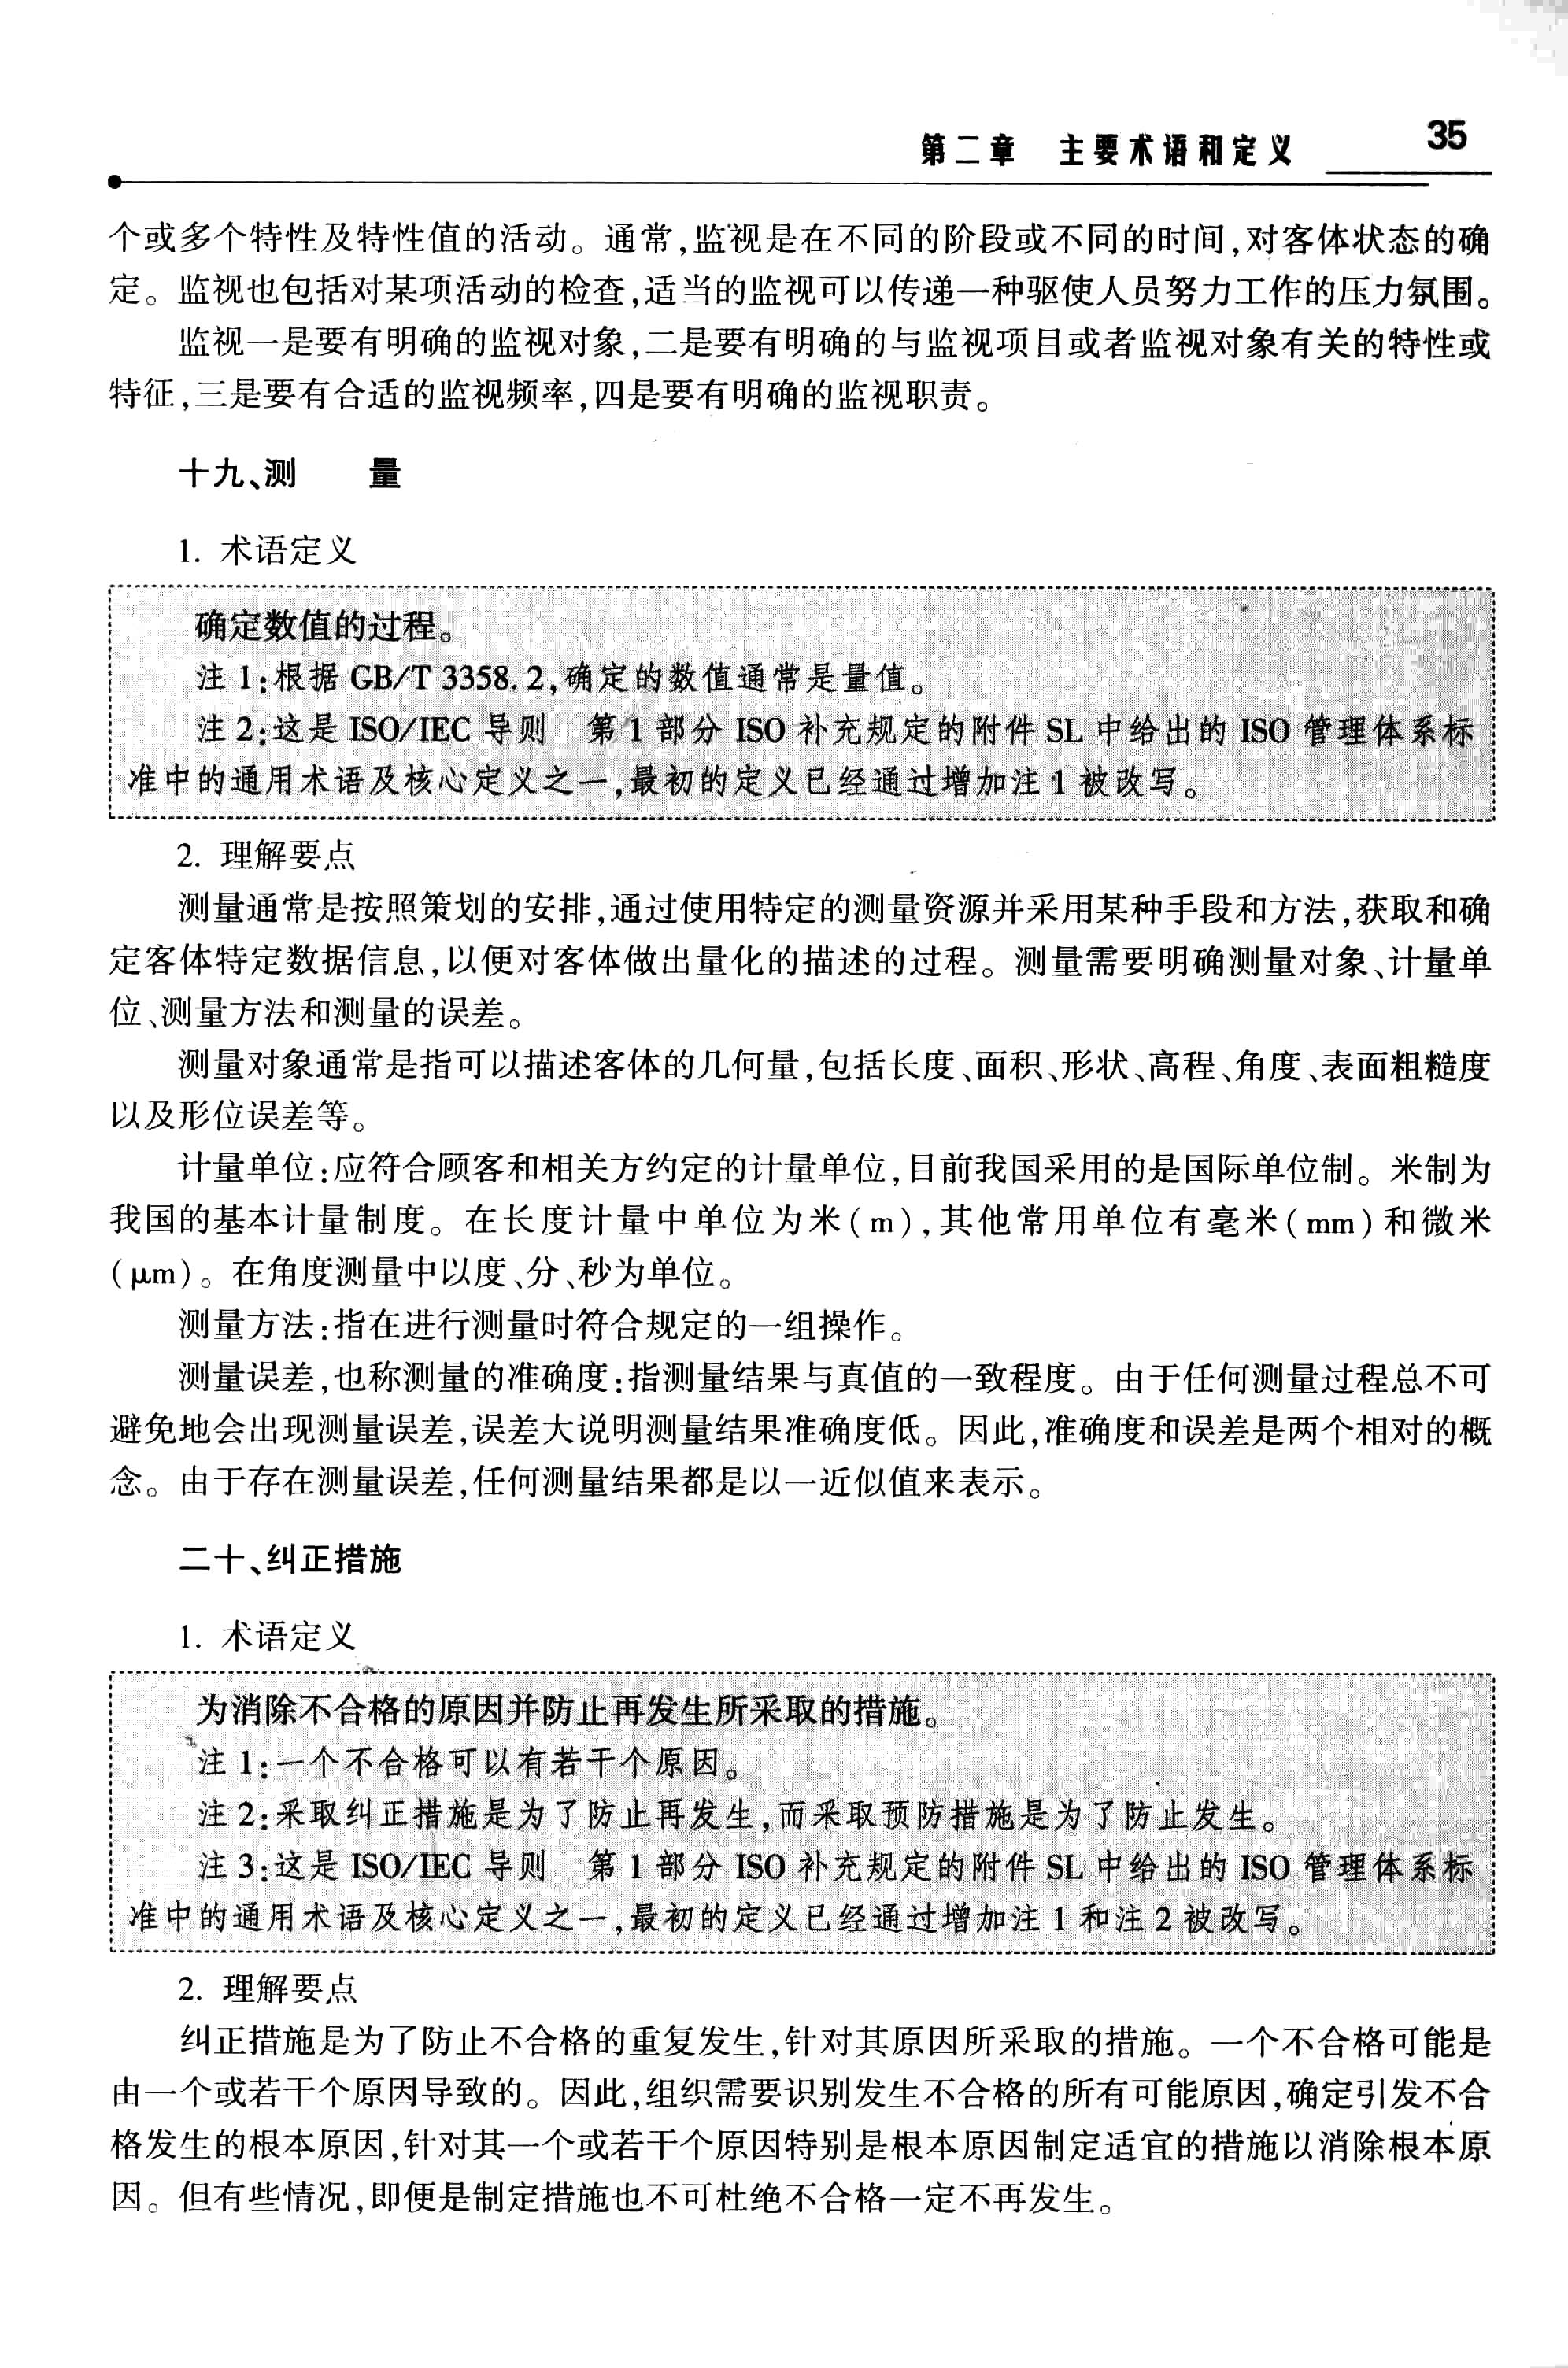 第二章 主要术语和定义 35
个或多个特性及特性值的活动。通常,监视是在不同的阶段或不同的时间,对客体状态的确
定。监视也包括对某项活动的检查,适当的监视可以传递一种驱使人员努力工作的压力氛围。
监视一是要有明确的监视对象,二是要有明确的与监视项目或者监视对象有关的特性或
特征,三是要有合适的监视频率,四是要有明确的监视职责。
十九、测 量
1. 术语定义
确定数值的过程。
注 1:根据 GB/T 3358.2,确定的数值通常是量值。
注 2:这是 ISO/IEC 导则 第 1 部分 ISO 补充规定的附件 SL 中给出的 ISO 管理体系标
准中的通用术语及核心定义之一,最初的定义已经通过增加注 1 被改写。
2. 理解要点
测量通常是按照策划的安排,通过使用特定的测量资源并采用某种手段和方法,获取和确
定客体特定数据信息,以便对客体做出量化的描述的过程。测量需要明确测量对象、计量单
位、测量方法和测量的误差。
测量对象通常是指可以描述客体的几何量,包括长度、面积、形状、高程、角度、表面粗糙度
以及形位误差等。
计量单位:应符合顾客和相关方约定的计量单位,目前我国采用的是国际单位制。米制为
我国的基本计量制度。在长度计量中单位为米(m),其他常用单位有毫米(mm)和微米
(μm)。在角度测量中以度、分、秒为单位。
测量方法:指在进行测量时符合规定的一组操作。
测量误差,也称测量的准确度:指测量结果与真值的一致程度。由于任何测量过程总不可
避免地会出现测量误差,误差大说明测量结果准确度低。因此,准确度和误差是两个相对的概
念。由于存在测量误差,任何测量结果都是以一近似值来表示。
二十、纠正措施
1. 术语定义
为消除不合格的原因并防止再发生所采取的措施。
注 1:一个不合格可以有若干个原因。
注 2:采取纠正措施是为了防止再发生,而采取预防措施是为了防止发生。
注 3:这是 ISO/IEC 导则 第 1 部分 ISO 补充规定的附件 SL 中给出的 ISO 管理体系标
准中的通用术语及核心定义之一,最初的定义已经通过增加注 1 和注 2 被改写。
2. 理解要点
纠正措施是为了防止不合格的重复发生,针对其原因所采取的措施。一个不合格可能是
由一个或若干个原因导致的。因此,组织需要识别发生不合格的所有可能原因,确定引发不合
格发生的根本原因,针对其一个或若干个原因特别是根本原因制定适宜的措施以消除根本原
因。但有些情况,即便是制定措施也不可杜绝不合格一定不再发生。